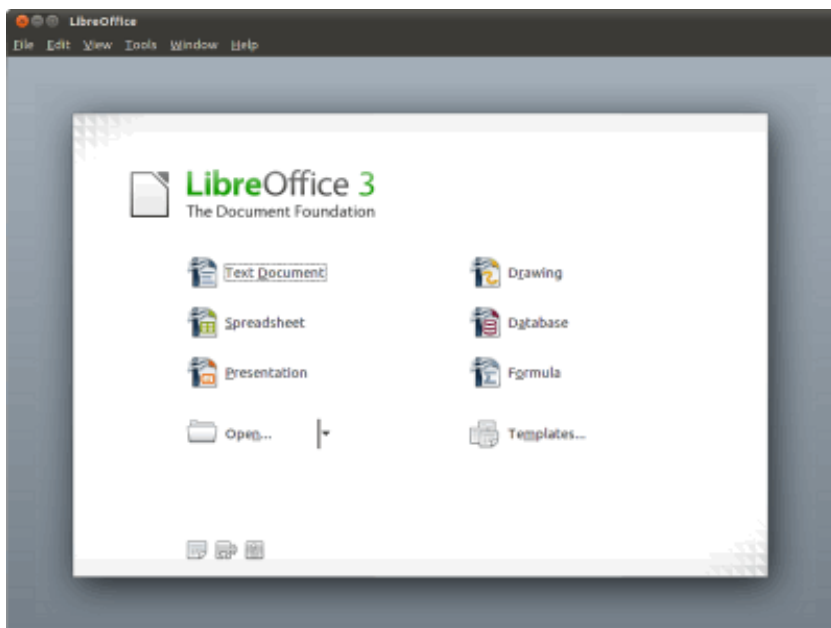 LibreOffice
File Edit View Tools Window Help
LibreOffice 3
The Document Foundation
Text Document
Drawing
Spreadsheet
Database
Presentation
Formula
Open...
Templates...